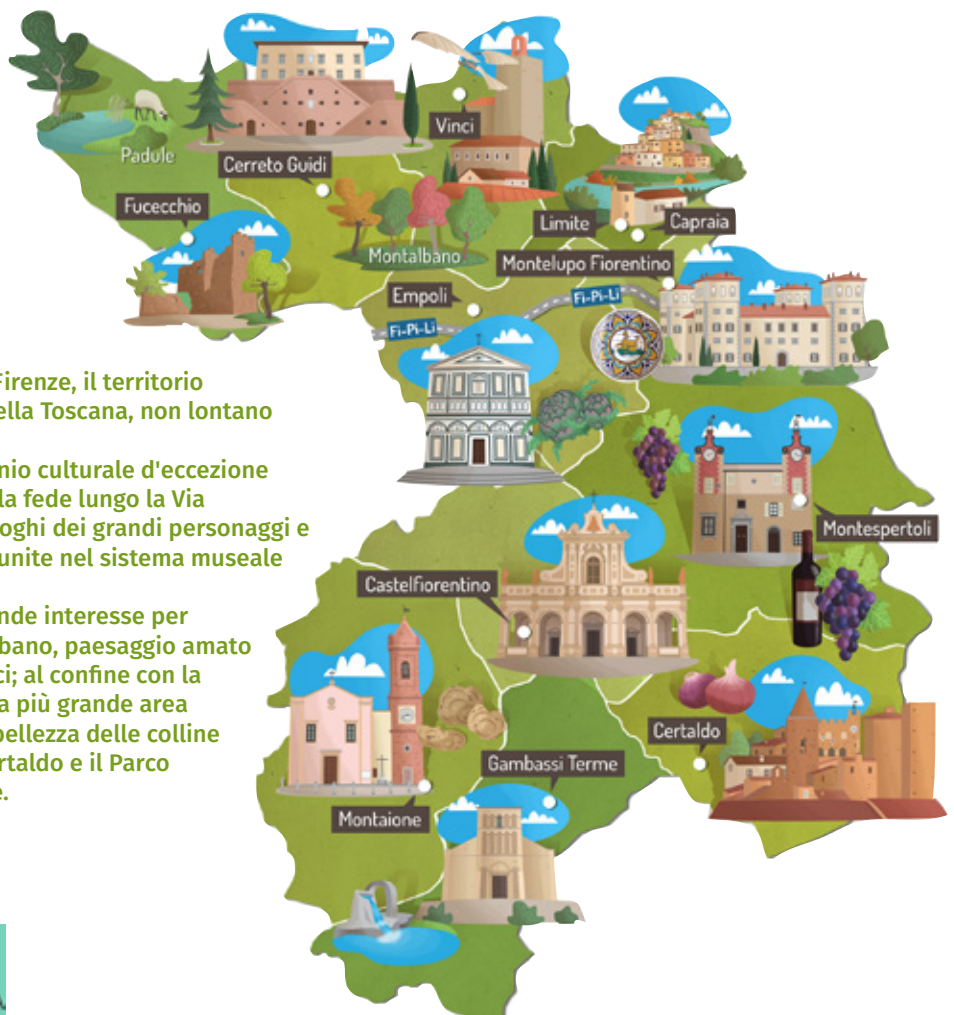 Vinci
Padule
Cerreto Guidi
Fucecchio
Limite
Capraia
Montalbano
Montelupo Fiorentino
Empoli
Fi-Pi-Li
Fi-Pi-Li
Firenze, il territorio
ella Toscana, non lontano
nio culturale d'eccezione
la fede lungo la Via
oghi dei grandi personaggi e
unite nel sistema museale
nde interesse per
bano, paesaggio amato
ci; al confine con la
a più grande area
bellezza delle colline
rtaldo e il Parco
e.
Montespertoli
Castelfiorentino
Certaldo
Gambassi Terme
Montaione